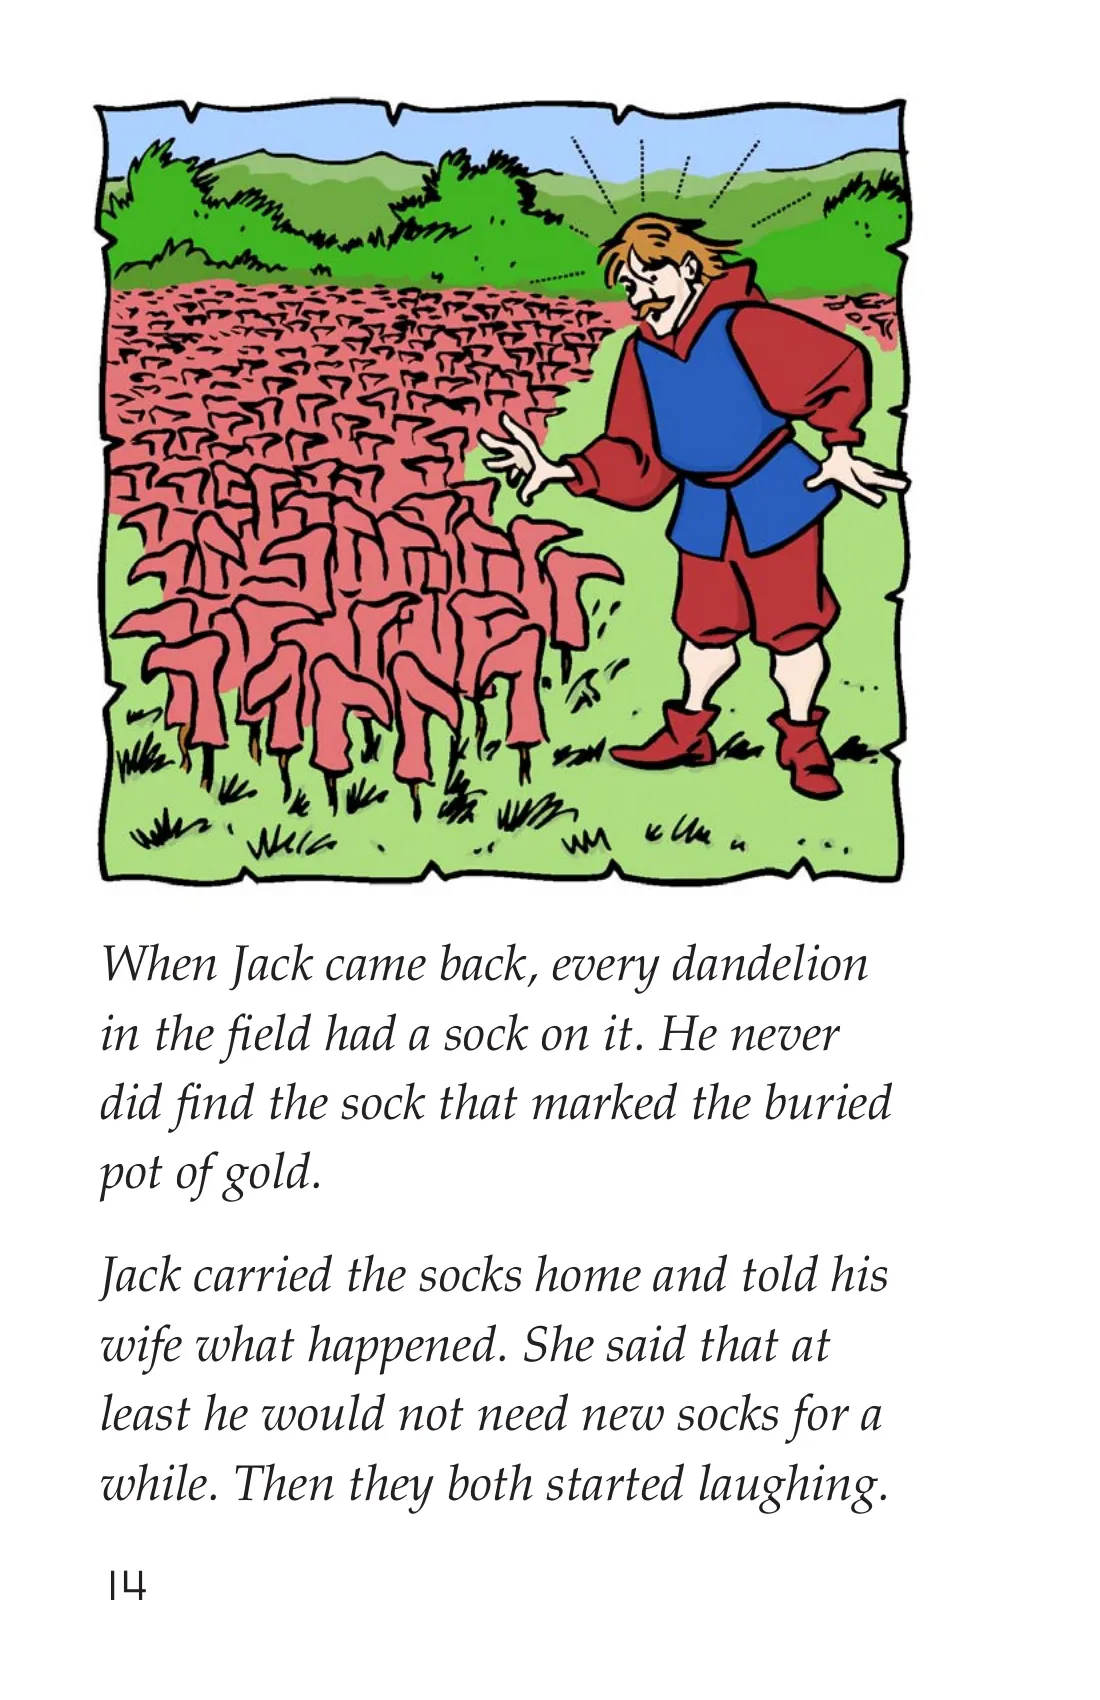 When Jack came back, every dandelion
in the field had a sock on it. He never
did find the sock that marked the buried
pot of gold.
Jack carried the socks home and told his
wife what happened. She said that at
least he would not need new socks for a
while. Then they both started laughing.
14